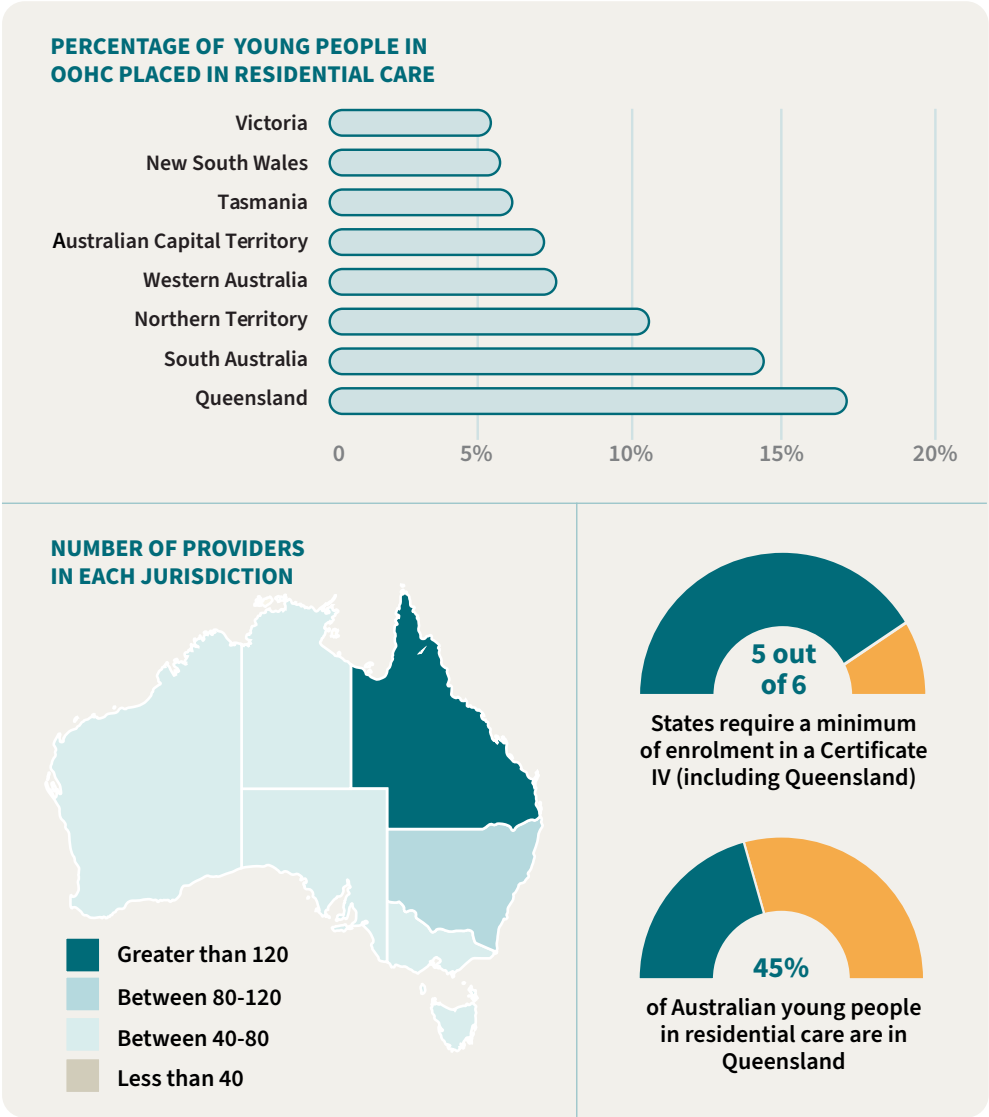 PERCENTAGE OF YOUNG PEOPLE IN
OOHC PLACED IN RESIDENTIAL CARE
Victoria
New South Wales
Tasmania
Australian Capital Territory
Western Australia
Northern Territory
South Australia
Queensland
0 5% 10% 15% 20%
NUMBER OF PROVIDERS
IN EACH JURISDICTION
Greater than 120
Between 80-120
Between 40-80
Less than 40
5 out
of 6
States require a minimum
of enrolment in a Certificate
IV (including Queensland)
45%
of Australian young people
in residential care are in
Queensland